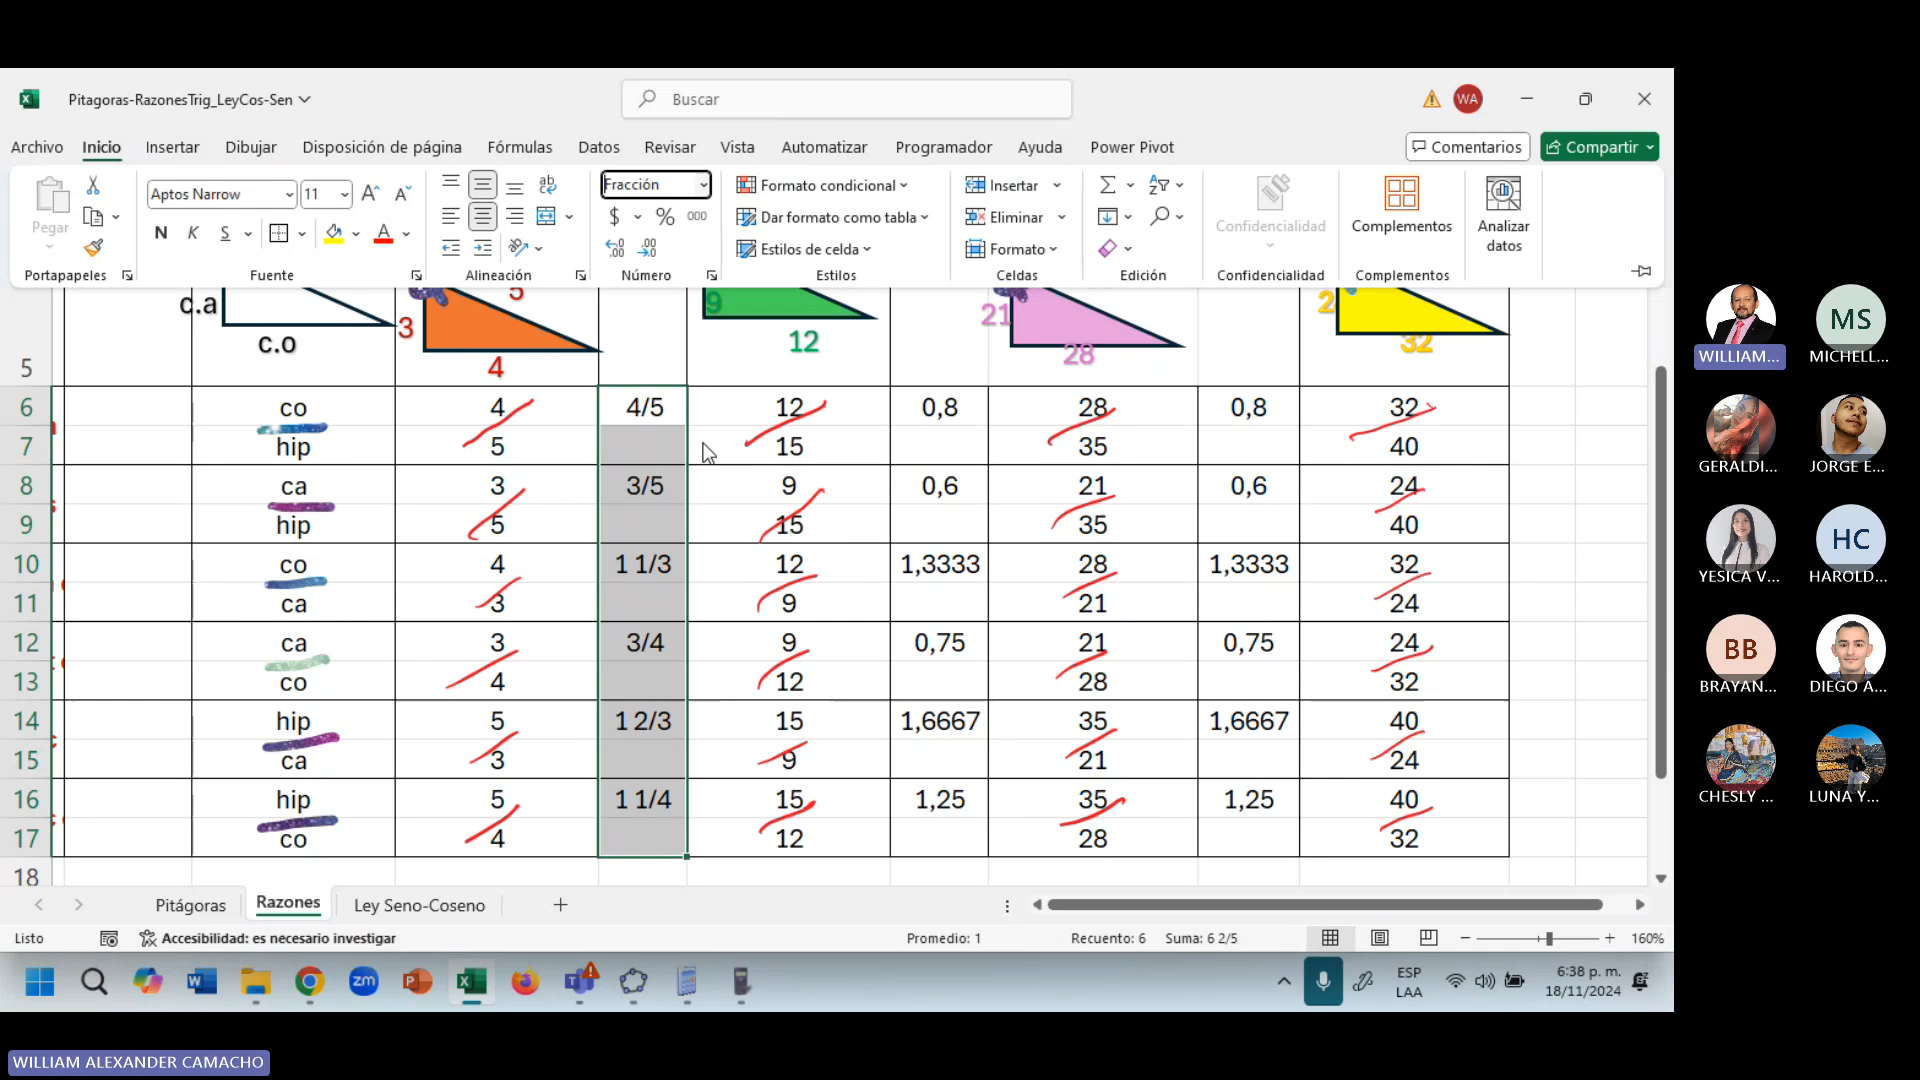 Pitagoras-RazonesTrig_LeyCos-Sen
Buscar
WA
Archivo Inicio Insertar Dibujar Disposición de página Fórmulas Datos Revisar Vista Automatizar Programador Ayuda Power Pivot
Comentarios Compartir
Pegar
Portapapeles
Aptos Narrow 11
N K S
Fuente
Alineación
Fracción
$ % 000
Número
Formato condicional
Dar formato como tabla
Estilos de celda
Estilos
Insertar
Eliminar
Formato
Celdas
Edición
Confidencialidad
Confidencialidad
Complementos
Complementos
Analizar datos
c.a 3 5 9 21 2
c.o 4 12 28 32
5
6 co 4 4/5 12 0,8 28 0,8 32
7 hip 5 15 35 40
8 ca 3 3/5 9 0,6 21 0,6 24
9 hip 5 15 35 40
10 co 4 1 1/3 12 1,3333 28 1,3333 32
11 ca 3 9 21 24
12 ca 3 3/4 9 0,75 21 0,75 24
13 co 4 12 28 32
14 hip 5 1 2/3 15 1,6667 35 1,6667 40
15 ca 3 9 21 24
16 hip 5 1 1/4 15 1,25 35 1,25 40
17 co 4 12 28 32
18
Pitágoras Razones Ley Seno-Coseno
Listo Accesibilidad: es necesario investigar Promedio: 1 Recuento: 6 Suma: 6 2/5 160%
ESP
LAA
6:38 p. m.
18/11/2024
WILLIAM...
MS
MICHELL...
GERALDI...
JORGE E...
YESICA V...
HC
HAROLD...
BB
BRAYAN...
DIEGO A...
CHESLY ...
LUNA Y...
WILLIAM ALEXANDER CAMACHO